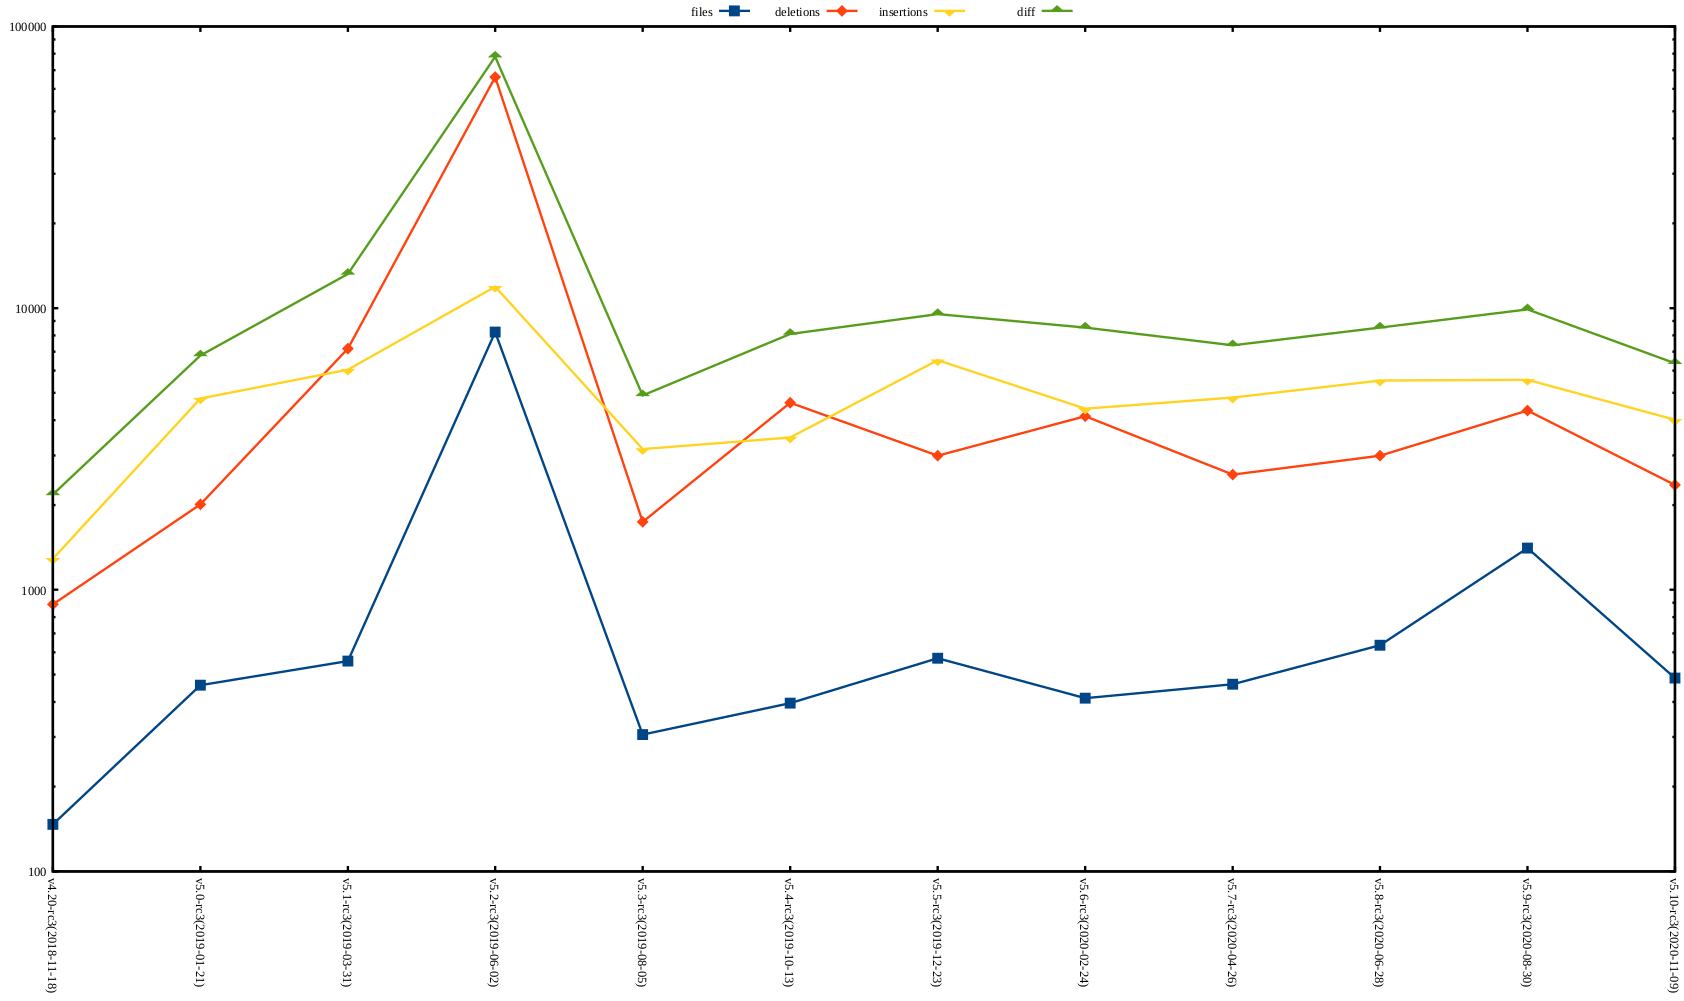 files deletions insertions diff
100000
10000
1000
100
v4.20-rc3(2018-11-18)
v5.0-rc3(2019-01-21)
v5.1-rc3(2019-03-31)
v5.2-rc3(2019-06-02)
v5.3-rc3(2019-08-05)
v5.4-rc3(2019-10-13)
v5.5-rc3(2019-12-23)
v5.6-rc3(2020-02-24)
v5.7-rc3(2020-04-26)
v5.8-rc3(2020-06-28)
v5.9-rc3(2020-08-30)
v5.10-rc3(2020-11-09)